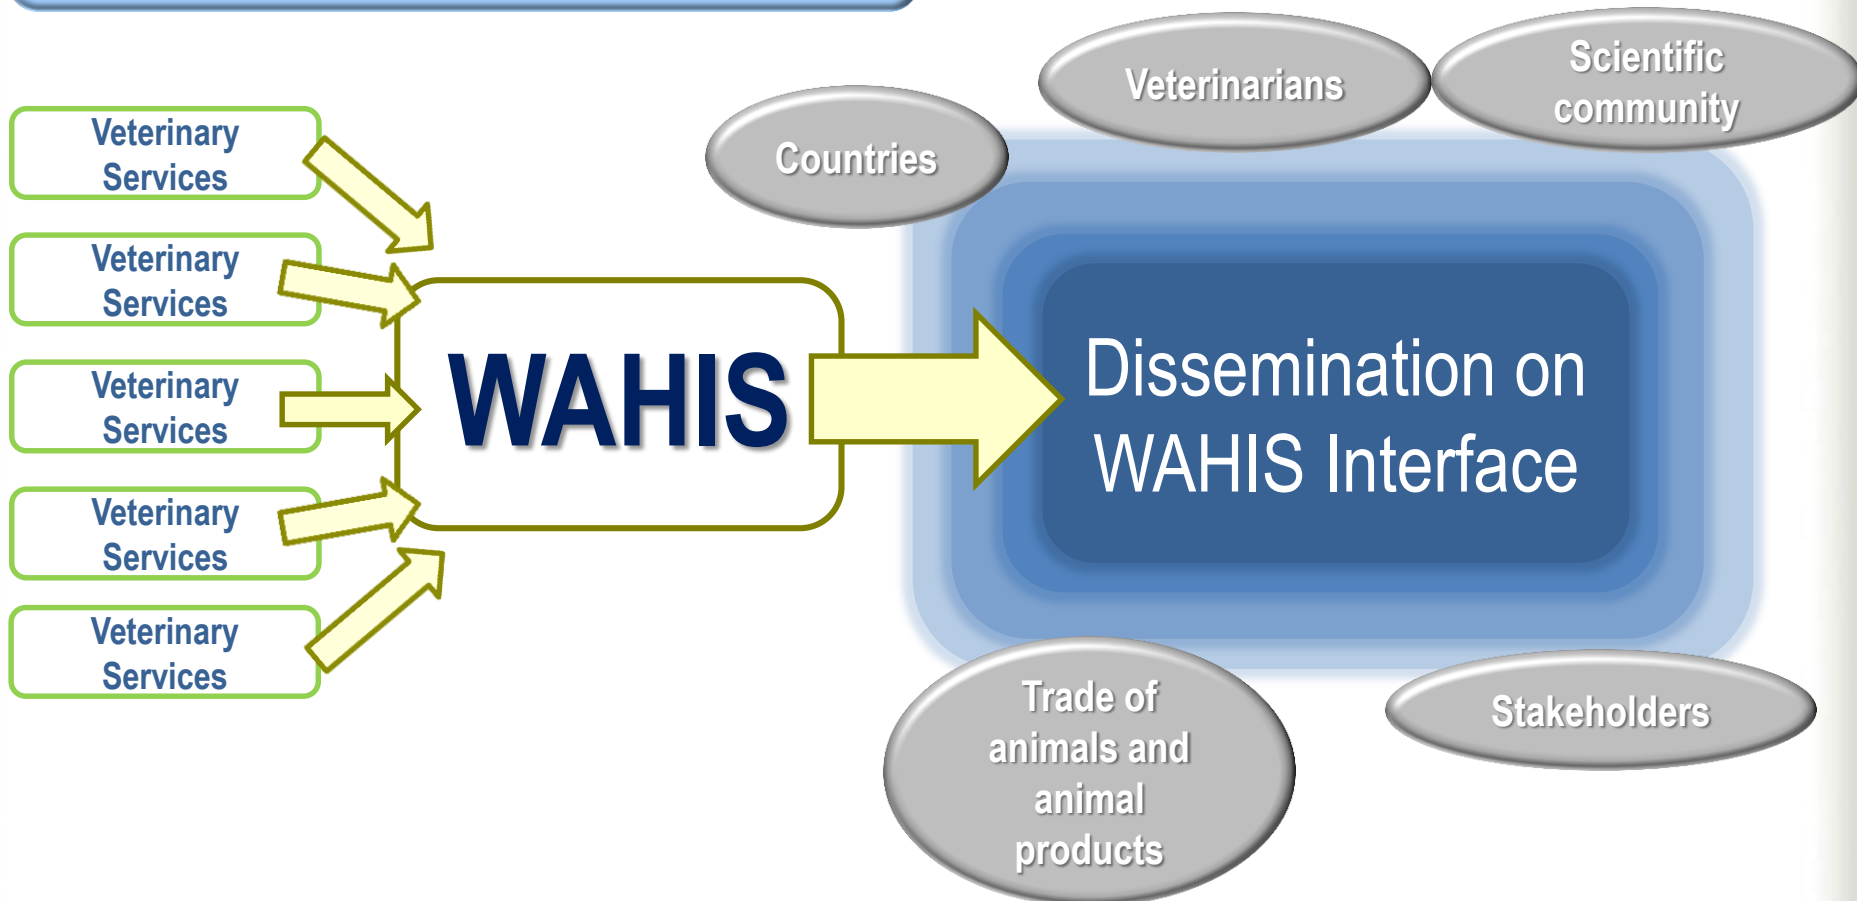 Veterinary
Services
Veterinary
Services
Veterinary
Services
Veterinary
Services
Veterinary
Services
WAHIS
Countries
Veterinarians
Scientific
community
Dissemination on
WAHIS Interface
Trade of
animals and
animal
products
Stakeholders